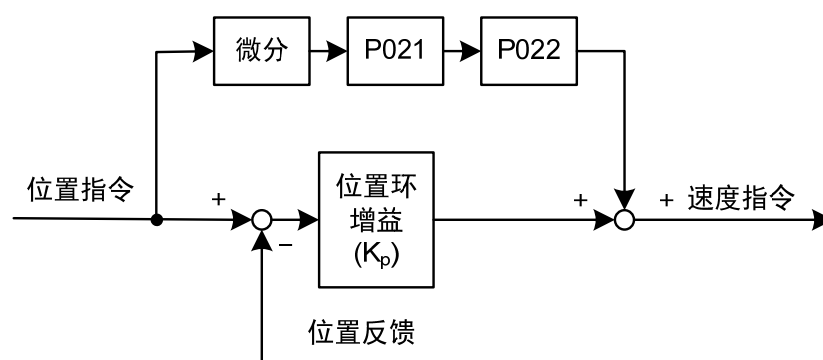 微分
P021
P022
位置指令
+
−
位置环
增益
(Kp)
+
+
速度指令
位置反馈